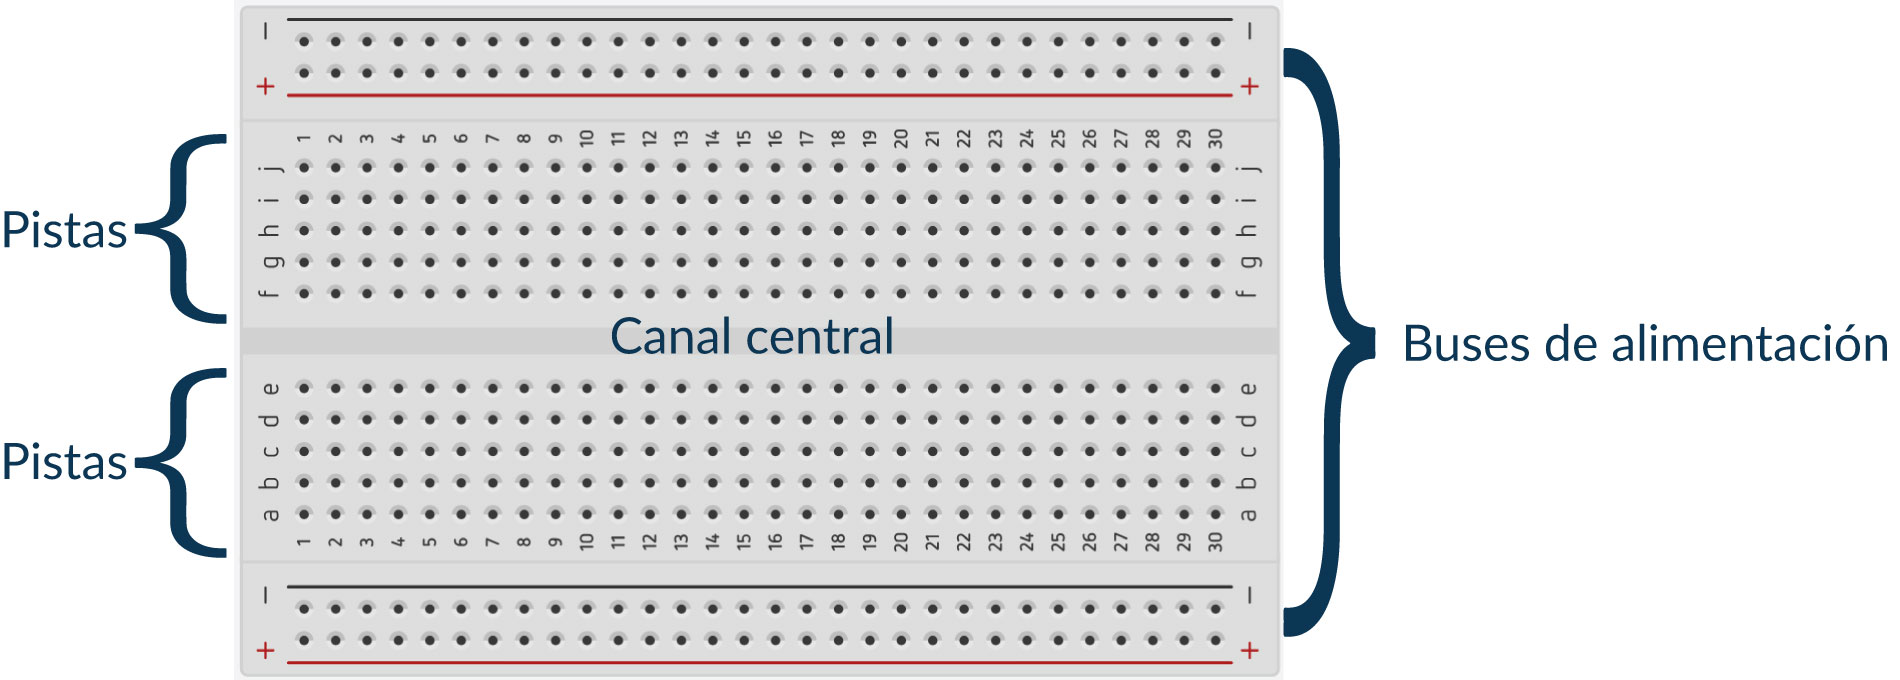 − −
+ +
1 2 3 4 5 6 7 8 9 10 11 12 13 14 15 16 17 18 19 20 21 22 23 24 25 26 27 28 29 30
j j
i i
Pistas h h
g g
f f
Canal central
Buses de alimentación
e e
d d
Pistas c c
b b
a a
1 2 3 4 5 6 7 8 9 10 11 12 13 14 15 16 17 18 19 20 21 22 23 24 25 26 27 28 29 30
− −
+ +